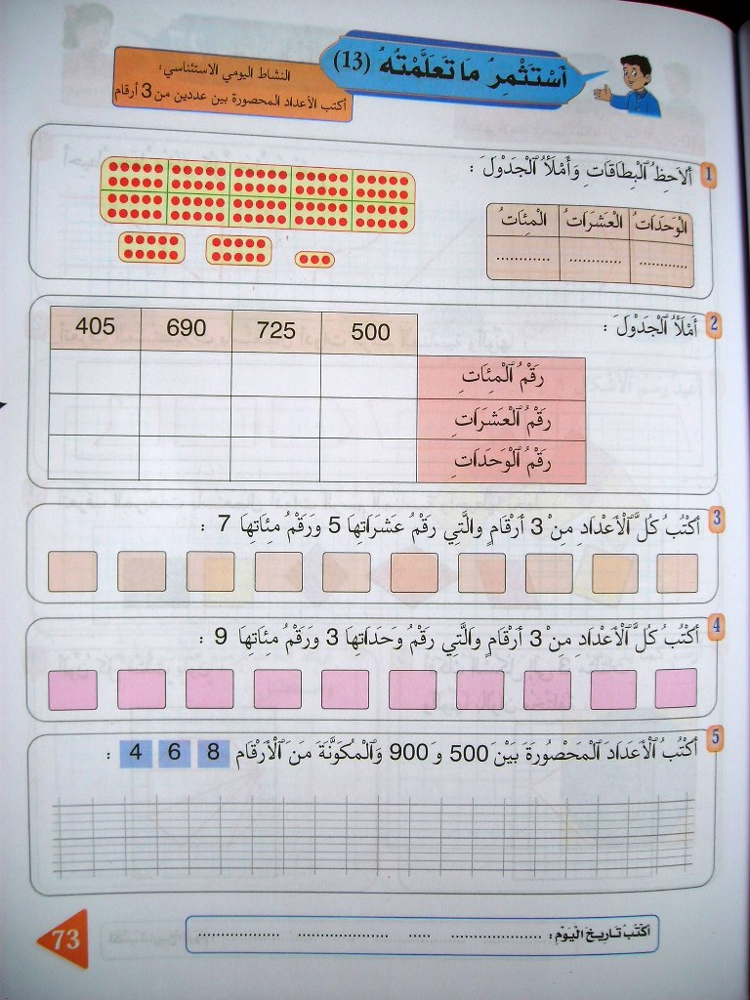 أَسْتَثْمِرُ مَا تَعَلَّمْتُهُ (13)
النشاط اليومي الاستئناسي:
أكتب الأعداد المحصورة بين عددين من 3 أرقام
1 أُلاَحِظُ الْبِطَاقَاتِ وَأَمْلَأُ الْجَدْوَلَ :
الْوَحَدَاتُ الْعَشَرَاتُ الْمِئَاتُ
............ ............ ............
2 أَمْلَأُ الْجَدْوَلَ :
500 725 690 405
رَقْمُ الْمِئَاتِ
رَقْمُ الْعَشَرَاتِ
رَقْمُ الْوَحَدَاتِ
3 أَكْتُبُ كُلَّ الْأَعْدَادِ مِنْ 3 أَرْقَامٍ والَّتِي رَقْمُ عَشَرَاتِهَا 5 وَرَقْمُ مِئَاتِهَا 7 :
4 أَكْتُبُ كُلَّ الْأَعْدَادِ مِنْ 3 أَرْقَامٍ وَالَّتِي رَقْمُ وَحَدَاتِهَا 3 وَرَقْمُ مِئَاتِهَا 9 :
5 أَكْتُبُ الْأَعْدَادَ الْمَحْصُورَةَ بَيْنَ 500 وَ 900 وَالْمُكَوَّنَةَ مِنَ الْأَرْقَامِ 8 6 4 :
أَكْتُبُ تَارِيخَ الْيَوْمِ : ...................... ..... ...................... ....................
73